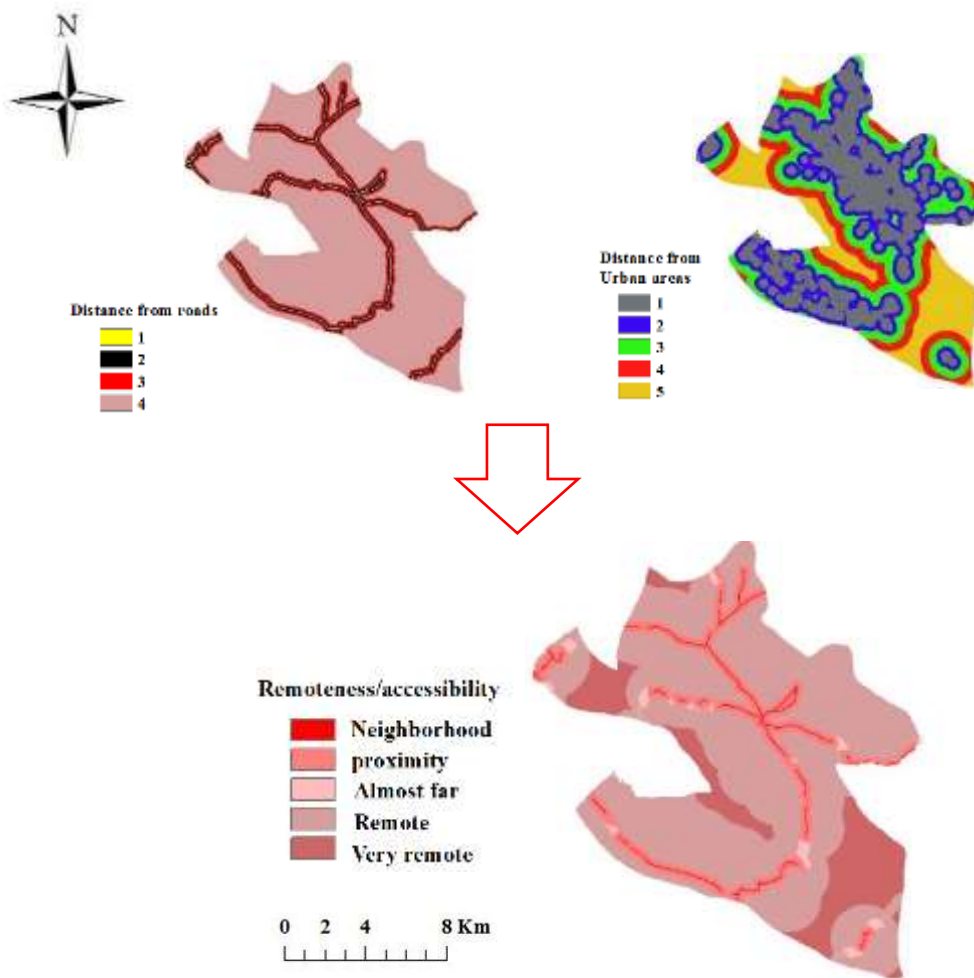 N
Distance from roads
1
2
3
4
Distance from
Urban areas
1
2
3
4
5
Remoteness/accessibility
Neighborhood
proximity
Almost far
Remote
Very remote
0 2 4 8 Km